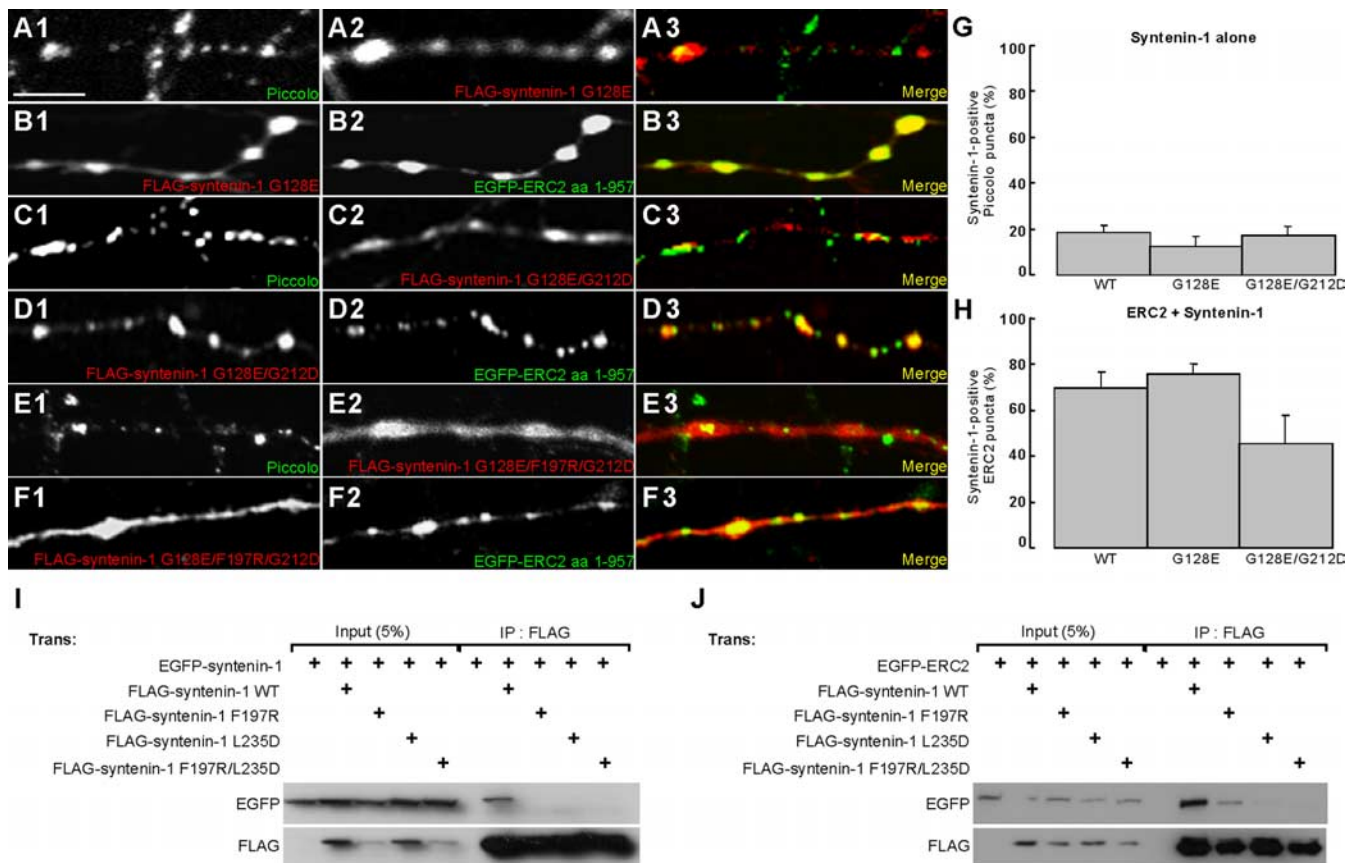 A1
Piccolo
A2
FLAG-syntenin-1 G128E
A3
Merge
B1
FLAG-syntenin-1 G128E
B2
EGFP-ERC2 aa 1-957
B3
Merge
C1
Piccolo
C2
FLAG-syntenin-1 G128E/G212D
C3
Merge
D1
FLAG-syntenin-1 G128E/G212D
D2
EGFP-ERC2 aa 1-957
D3
Merge
E1
Piccolo
E2
FLAG-syntenin-1 G128E/F197R/G212D
E3
Merge
F1
FLAG-syntenin-1 G128E/F197R/G212D
F2
EGFP-ERC2 aa 1-957
F3
Merge
G
Syntenin-1 alone
Syntenin-1-positive
Piccolo puncta (%)
100
80
60
40
20
0
WT
G128E
G128E/G212D
H
ERC2 + Syntenin-1
Syntenin-1-positive
ERC2 puncta (%)
100
80
60
40
20
0
WT
G128E
G128E/G212D
I
Trans:
Input (5%)
IP : FLAG
EGFP-syntenin-1 + + + + + + + + + +
FLAG-syntenin-1 WT + +
FLAG-syntenin-1 F197R + +
FLAG-syntenin-1 L235D + +
FLAG-syntenin-1 F197R/L235D + +
EGFP
FLAG
J
Trans:
Input (5%)
IP : FLAG
EGFP-ERC2 + + + + + + + + + +
FLAG-syntenin-1 WT + +
FLAG-syntenin-1 F197R + +
FLAG-syntenin-1 L235D + +
FLAG-syntenin-1 F197R/L235D + +
EGFP
FLAG